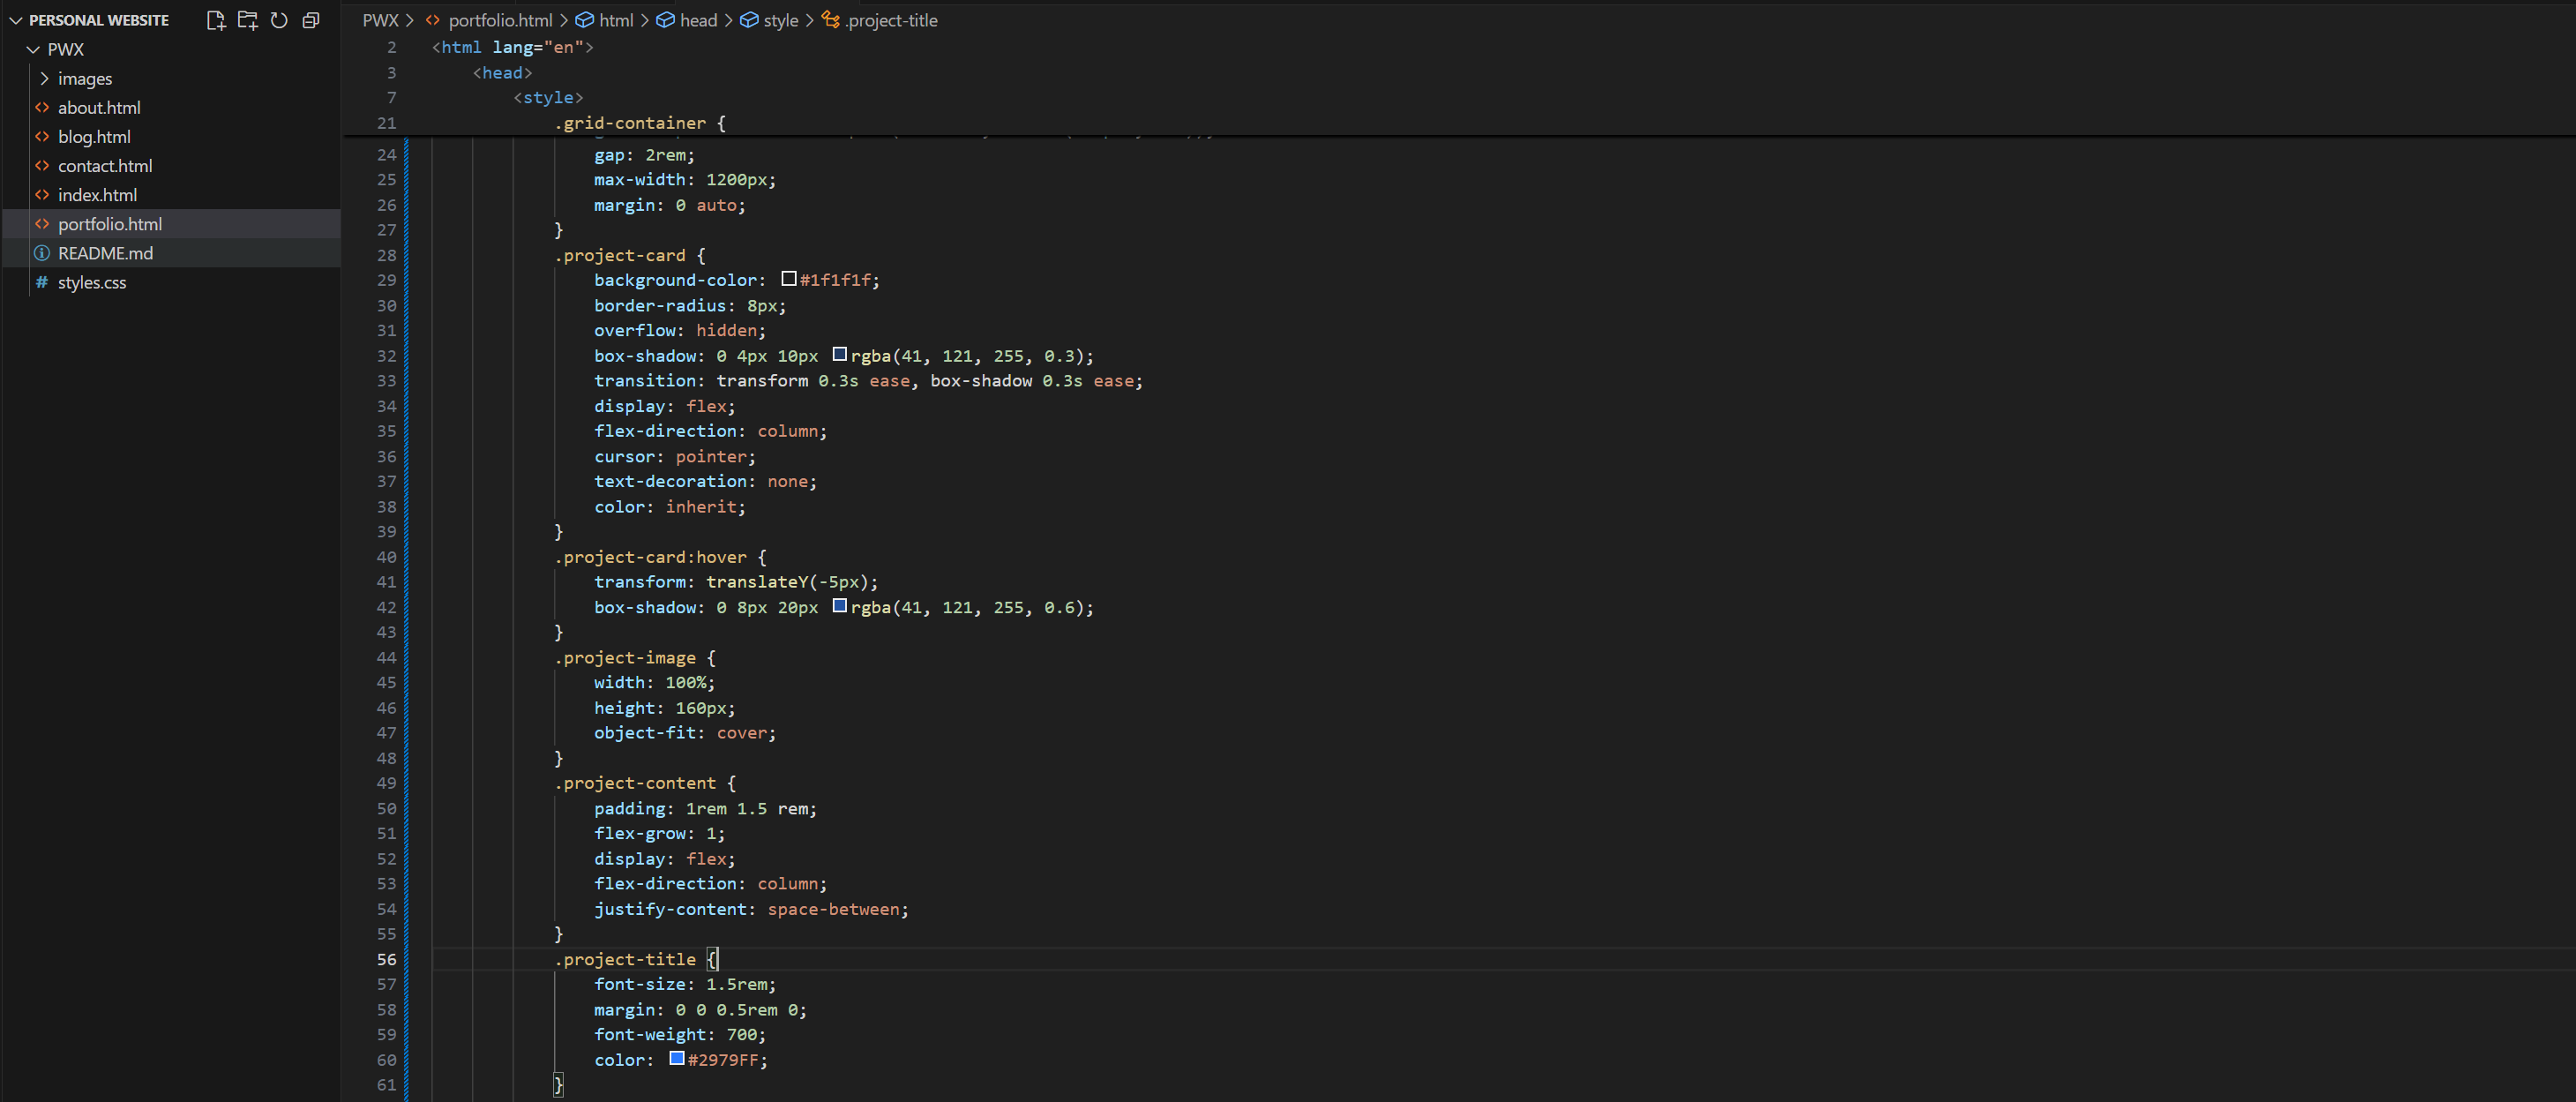 PERSONAL WEBSITE
PWX
images
about.html
blog.html
contact.html
index.html
portfolio.html
README.md
styles.css
PWX > portfolio.html > html > head > style > .project-title
2 <html lang="en">
3 <head>
7 <style>
21 .grid-container {
24 gap: 2rem;
25 max-width: 1200px;
26 margin: 0 auto;
27 }
28 .project-card {
29 background-color: #1f1f1f;
30 border-radius: 8px;
31 overflow: hidden;
32 box-shadow: 0 4px 10px rgba(41, 121, 255, 0.3);
33 transition: transform 0.3s ease, box-shadow 0.3s ease;
34 display: flex;
35 flex-direction: column;
36 cursor: pointer;
37 text-decoration: none;
38 color: inherit;
39 }
40 .project-card:hover {
41 transform: translateY(-5px);
42 box-shadow: 0 8px 20px rgba(41, 121, 255, 0.6);
43 }
44 .project-image {
45 width: 100%;
46 height: 160px;
47 object-fit: cover;
48 }
49 .project-content {
50 padding: 1rem 1.5 rem;
51 flex-grow: 1;
52 display: flex;
53 flex-direction: column;
54 justify-content: space-between;
55 }
56 .project-title {
57 font-size: 1.5rem;
58 margin: 0 0 0.5rem 0;
59 font-weight: 700;
60 color: #2979FF;
61 }